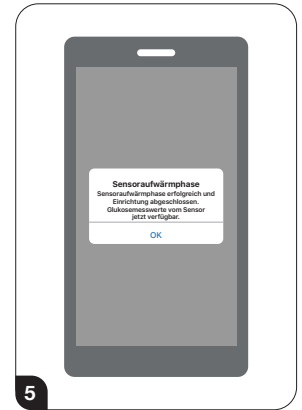 Sensoraufwärmphase
Sensoraufwärmphase erfolgreich und
Einrichtung abgeschlossen.
Glukosemesswerte vom Sensor
jetzt verfügbar.
OK
5